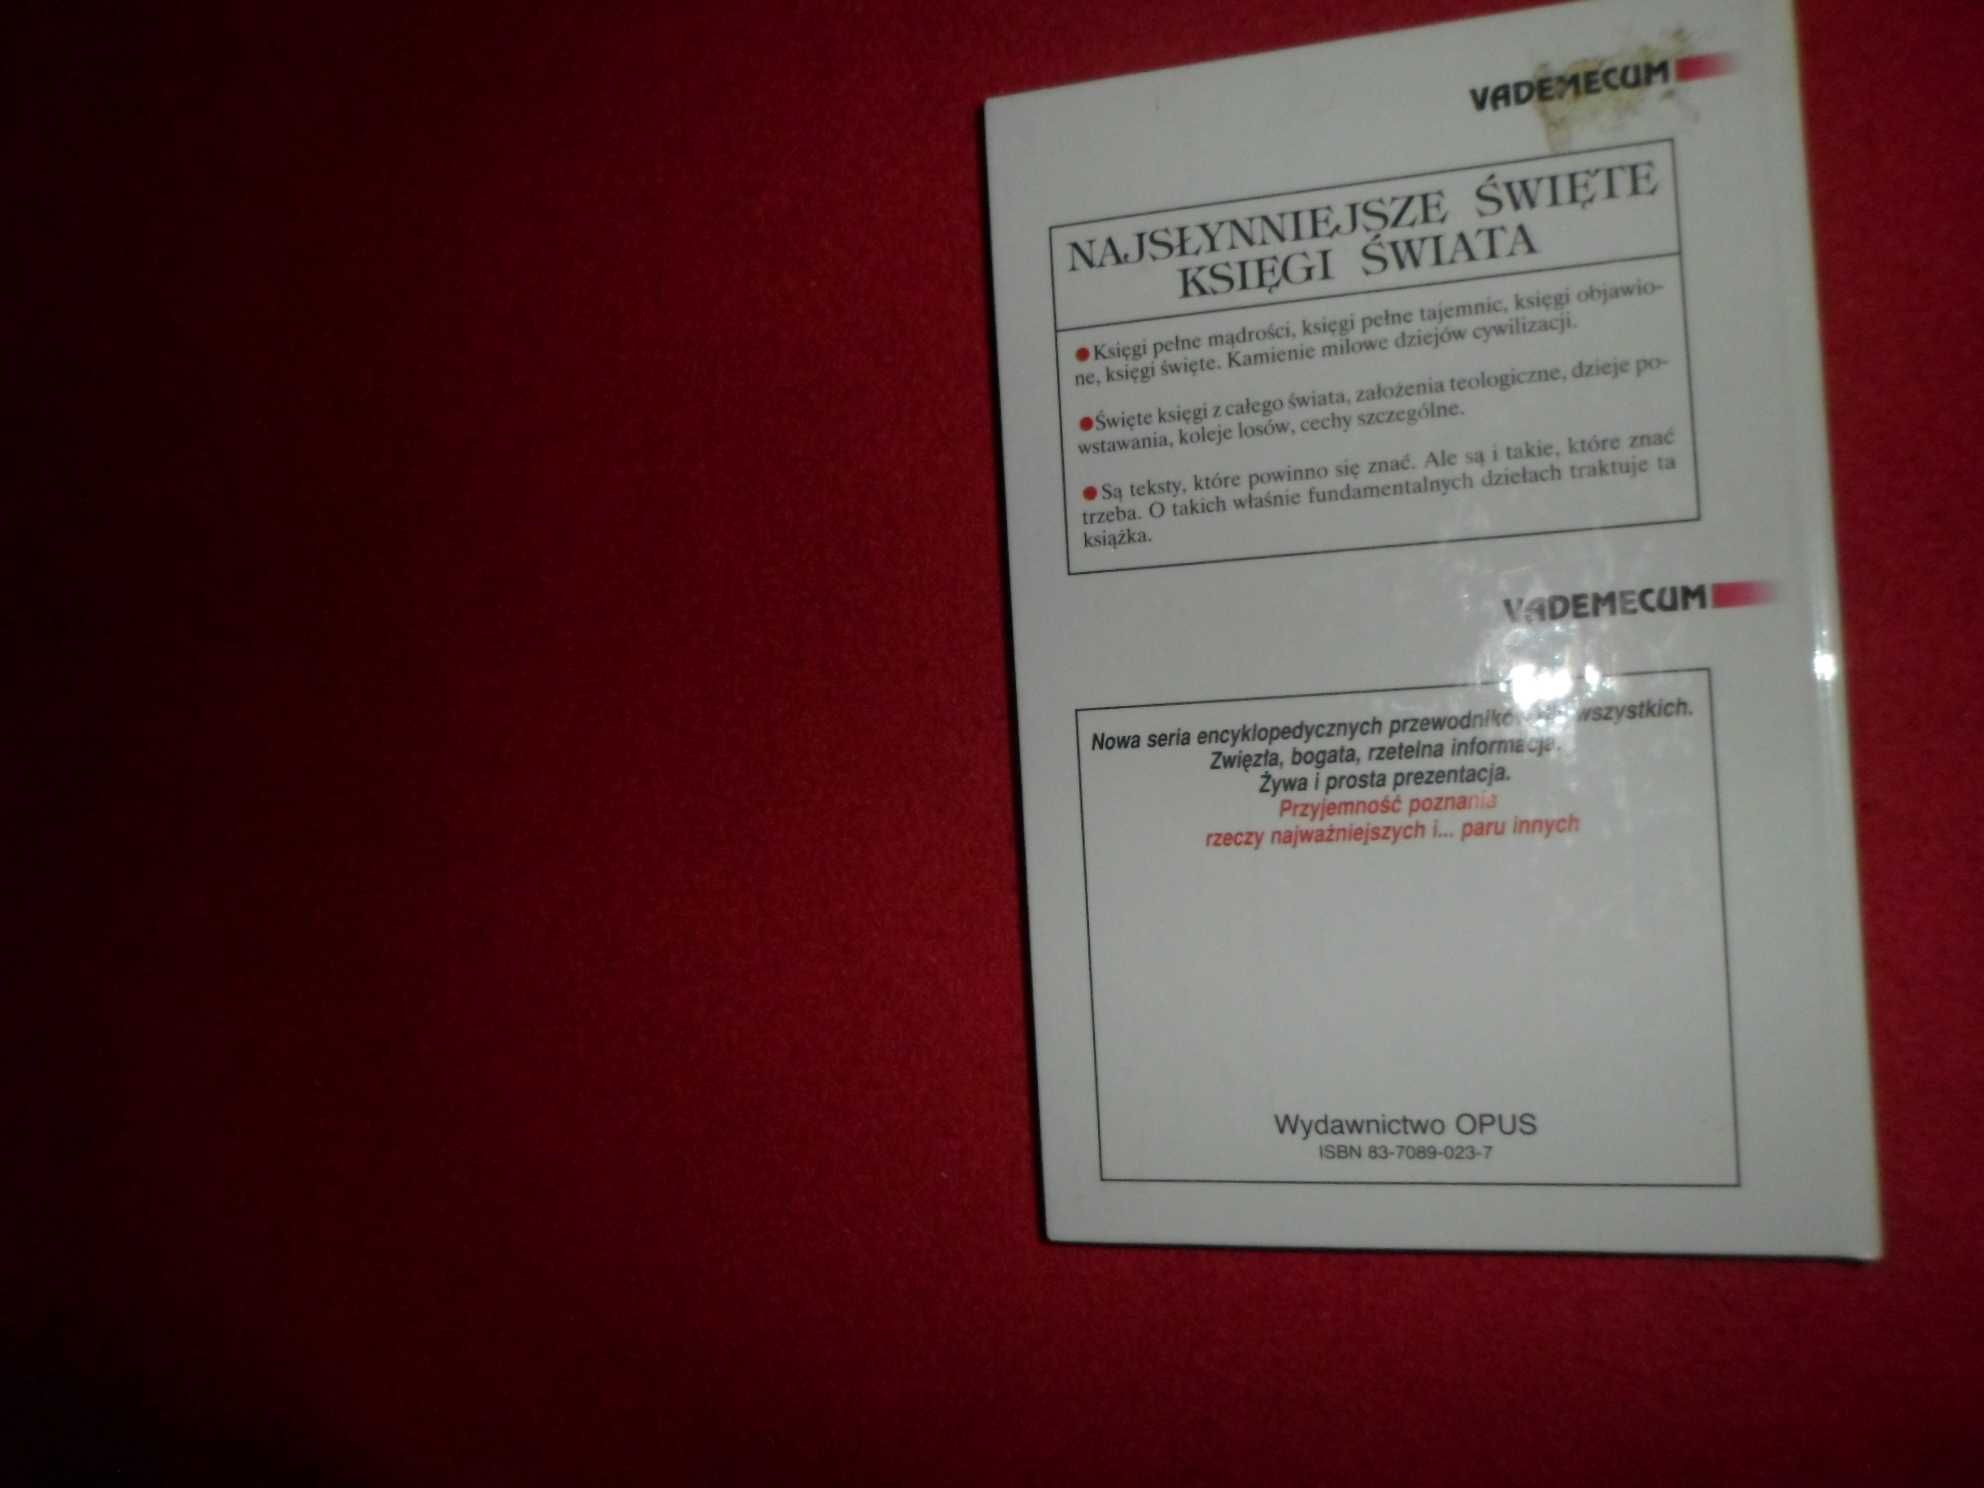 VADEMECUM
NAJSŁYNNIEJSZE ŚWIĘTE
KSIĘGI ŚWIATA
● Księgi pełne mądrości, księgi pełne tajemnic, księgi objawio-
ne, księgi święte. Kamienie milowe dziejów cywilizacji.
● Święte księgi z całego świata, założenia teologiczne, dzieje po-
wstawania, koleje losów, cechy szczególne.
● Są teksty, które powinno się znać. Ale są i takie, które znać
trzeba. O takich właśnie fundamentalnych dziełach traktuje ta
książka.
VADEMECUM
Nowa seria encyklopedycznych wszystkich.
Zwięzła, bogata, rzetelna informacja.
Żywa i prosta prezentacja.
Przyjemność poznania
rzeczy najważniejszych i... paru innych
Wydawnictwo OPUS
ISBN 83-7089-023-7